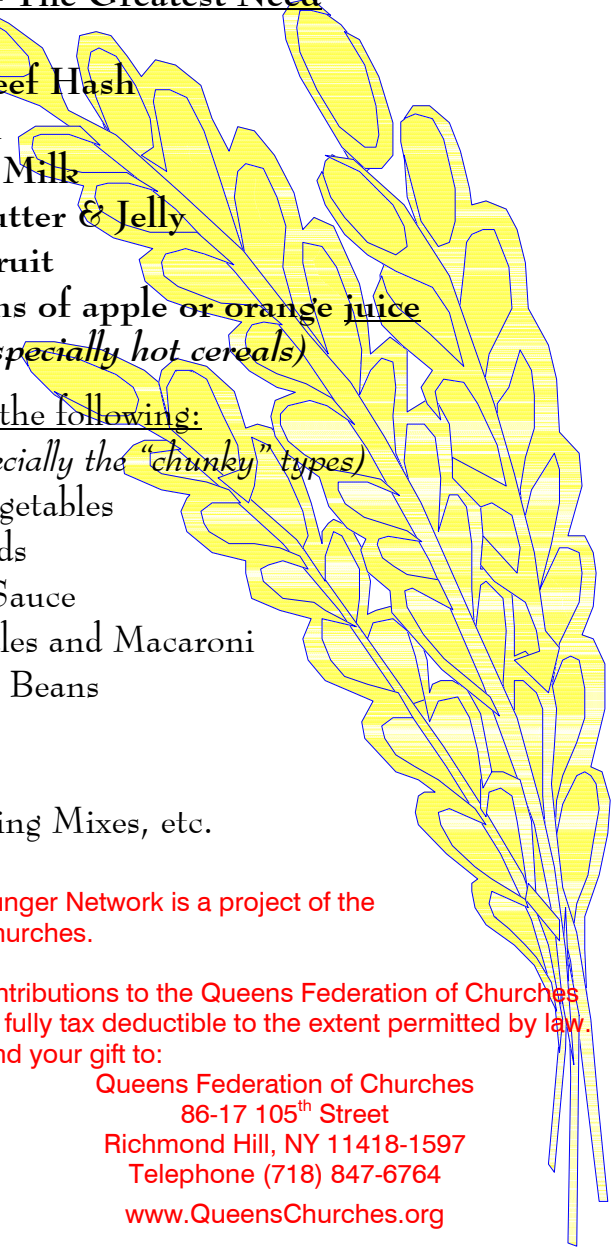 The Greatest Need
eef Hash
Milk
utter & Jelly
ruit
ns of apple or orange juice
specially hot cereals)
the following:
ecially the “chunky” types)
getables
ds
Sauce
les and Macaroni
Beans
ing Mixes, etc.
unger Network is a project of the
hurches.
ntributions to the Queens Federation of Churches
fully tax deductible to the extent permitted by law.
nd your gift to:
Queens Federation of Churches
86-17 105th Street
Richmond Hill, NY 11418-1597
Telephone (718) 847-6764
www.QueensChurches.org